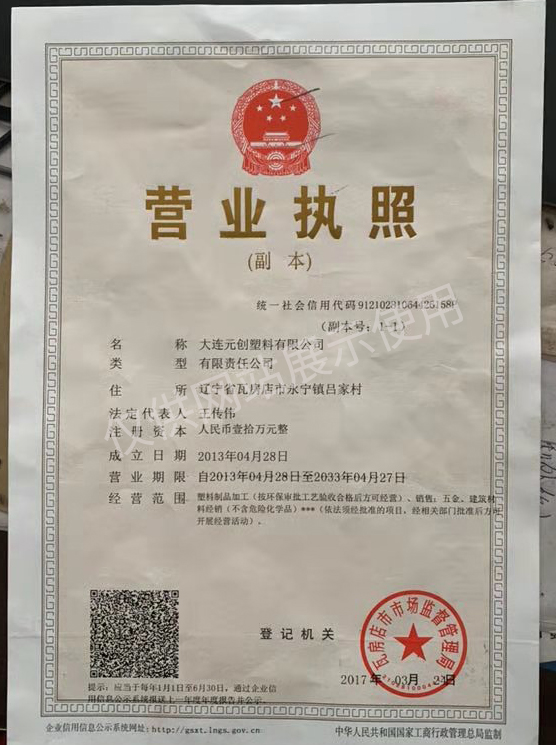 营业执照
(副 本)
统一社会信用代码
(副本号: 1-1)
名 称 大连元创塑料有限公司
类 型 有限责任公司
住 所 辽宁省瓦房店市永宁镇吕家村
法定代表人 王传伟
注册资本 人民币壹拾万元整
成立日期 2013年04月28日
营业期限 自2013年04月28日至2033年04月27日
经营范围 塑料制品加工(按环保审批工艺验收合格后方可经营)、销售;五金、建筑材
料经销(不含危险化学品)***(依法须经批准的项目,经相关部门批准后方可
开展经营活动)。
仅供网站展示使用
瓦房店市市场监督管理局
登记机关
2017年 03月 日
提示:应当于每年1月1日至6月30日,通过企业信
用信息公示系统报送上一年度年度报告并公示。
企业信用信息公示系统网址:http://gsxt.lngs.gov.cn
中华人民共和国国家工商行政管理总局监制